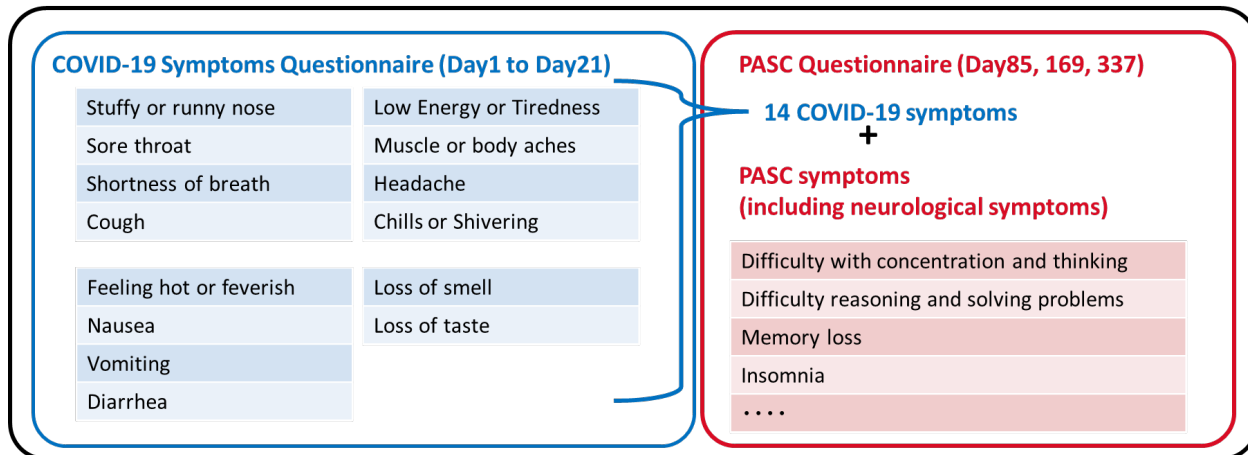 COVID-19 Symptoms Questionnaire (Day1 to Day21)
Stuffy or runny nose
Sore throat
Shortness of breath
Cough
Low Energy or Tiredness
Muscle or body aches
Headache
Chills or Shivering
Feeling hot or feverish
Nausea
Vomiting
Diarrhea
Loss of smell
Loss of taste
PASC Questionnaire (Day85, 169, 337)
14 COVID-19 symptoms
+
PASC symptoms
(including neurological symptoms)
Difficulty with concentration and thinking
Difficulty reasoning and solving problems
Memory loss
Insomnia
····